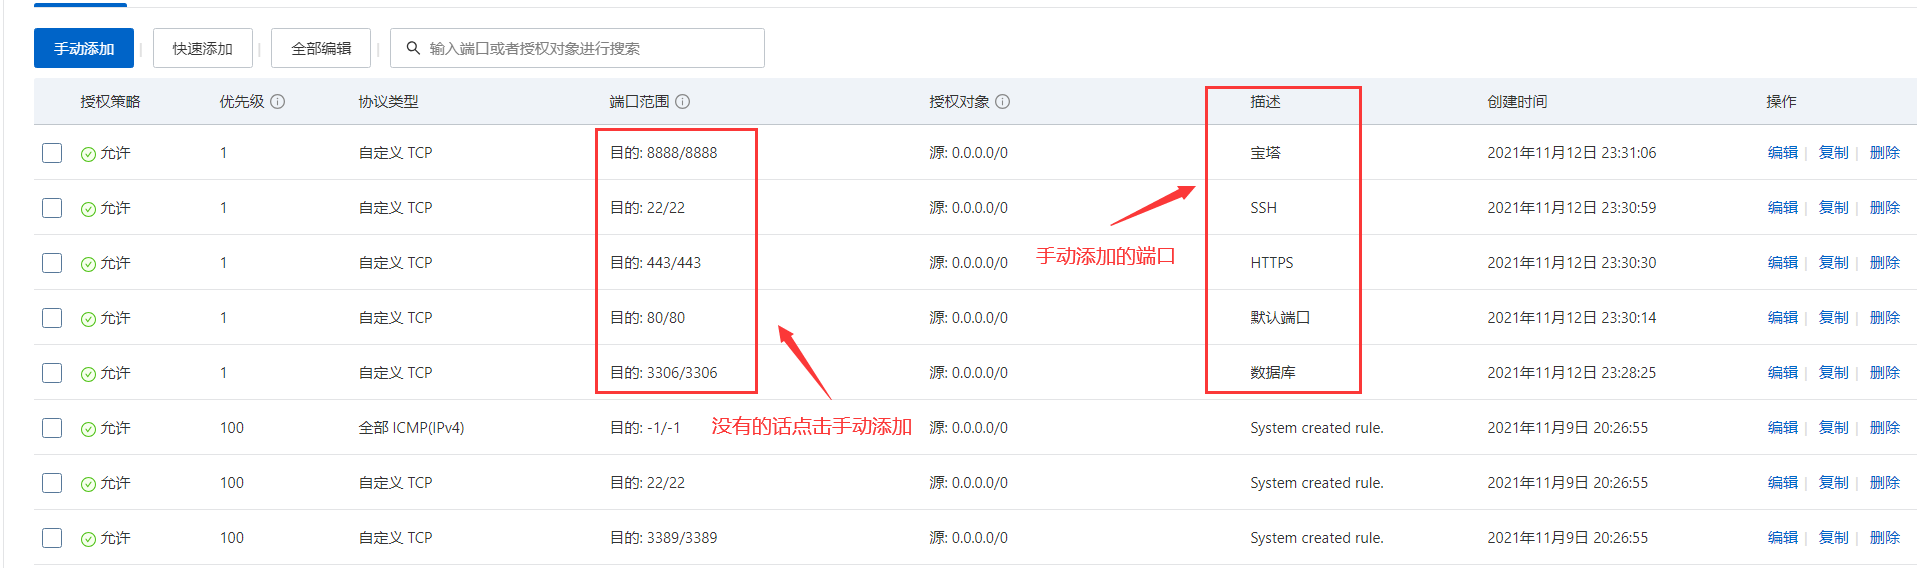 手动添加 快速添加 全部编辑 输入端口或者授权对象进行搜索
授权策略 优先级 协议类型 端口范围 授权对象 描述 创建时间 操作
允许 1 自定义 TCP 目的: 8888/8888 源: 0.0.0.0/0 宝塔 2021年11月12日 23:31:06 编辑 复制 删除
允许 1 自定义 TCP 目的: 22/22 源: 0.0.0.0/0 SSH 2021年11月12日 23:30:59 编辑 复制 删除
手动添加的端口
允许 1 自定义 TCP 目的: 443/443 源: 0.0.0.0/0 HTTPS 2021年11月12日 23:30:30 编辑 复制 删除
允许 1 自定义 TCP 目的: 80/80 源: 0.0.0.0/0 默认端口 2021年11月12日 23:30:14 编辑 复制 删除
允许 1 自定义 TCP 目的: 3306/3306 源: 0.0.0.0/0 数据库 2021年11月12日 23:28:25 编辑 复制 删除
没有的话点击手动添加
允许 100 全部 ICMP(IPv4) 目的: -1/-1 源: 0.0.0.0/0 System created rule. 2021年11月9日 20:26:55 编辑 复制 删除
允许 100 自定义 TCP 目的: 22/22 源: 0.0.0.0/0 System created rule. 2021年11月9日 20:26:55 编辑 复制 删除
允许 100 自定义 TCP 目的: 3389/3389 源: 0.0.0.0/0 System created rule. 2021年11月9日 20:26:55 编辑 复制 删除